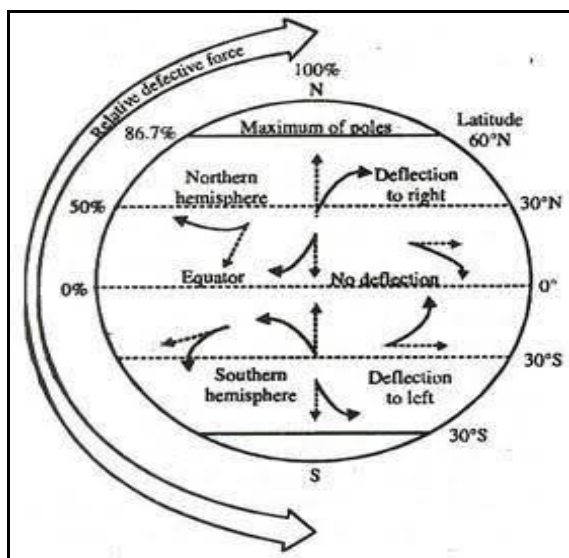 Relative defective force
100%
N
86.7%
Maximum of poles
Latitude
60°N
Northern
hemisphere
Deflection
to right
50%
30°N
Equator
No deflection
0%
0°
30°S
Southern
hemisphere
Deflection
to left
30°S
S